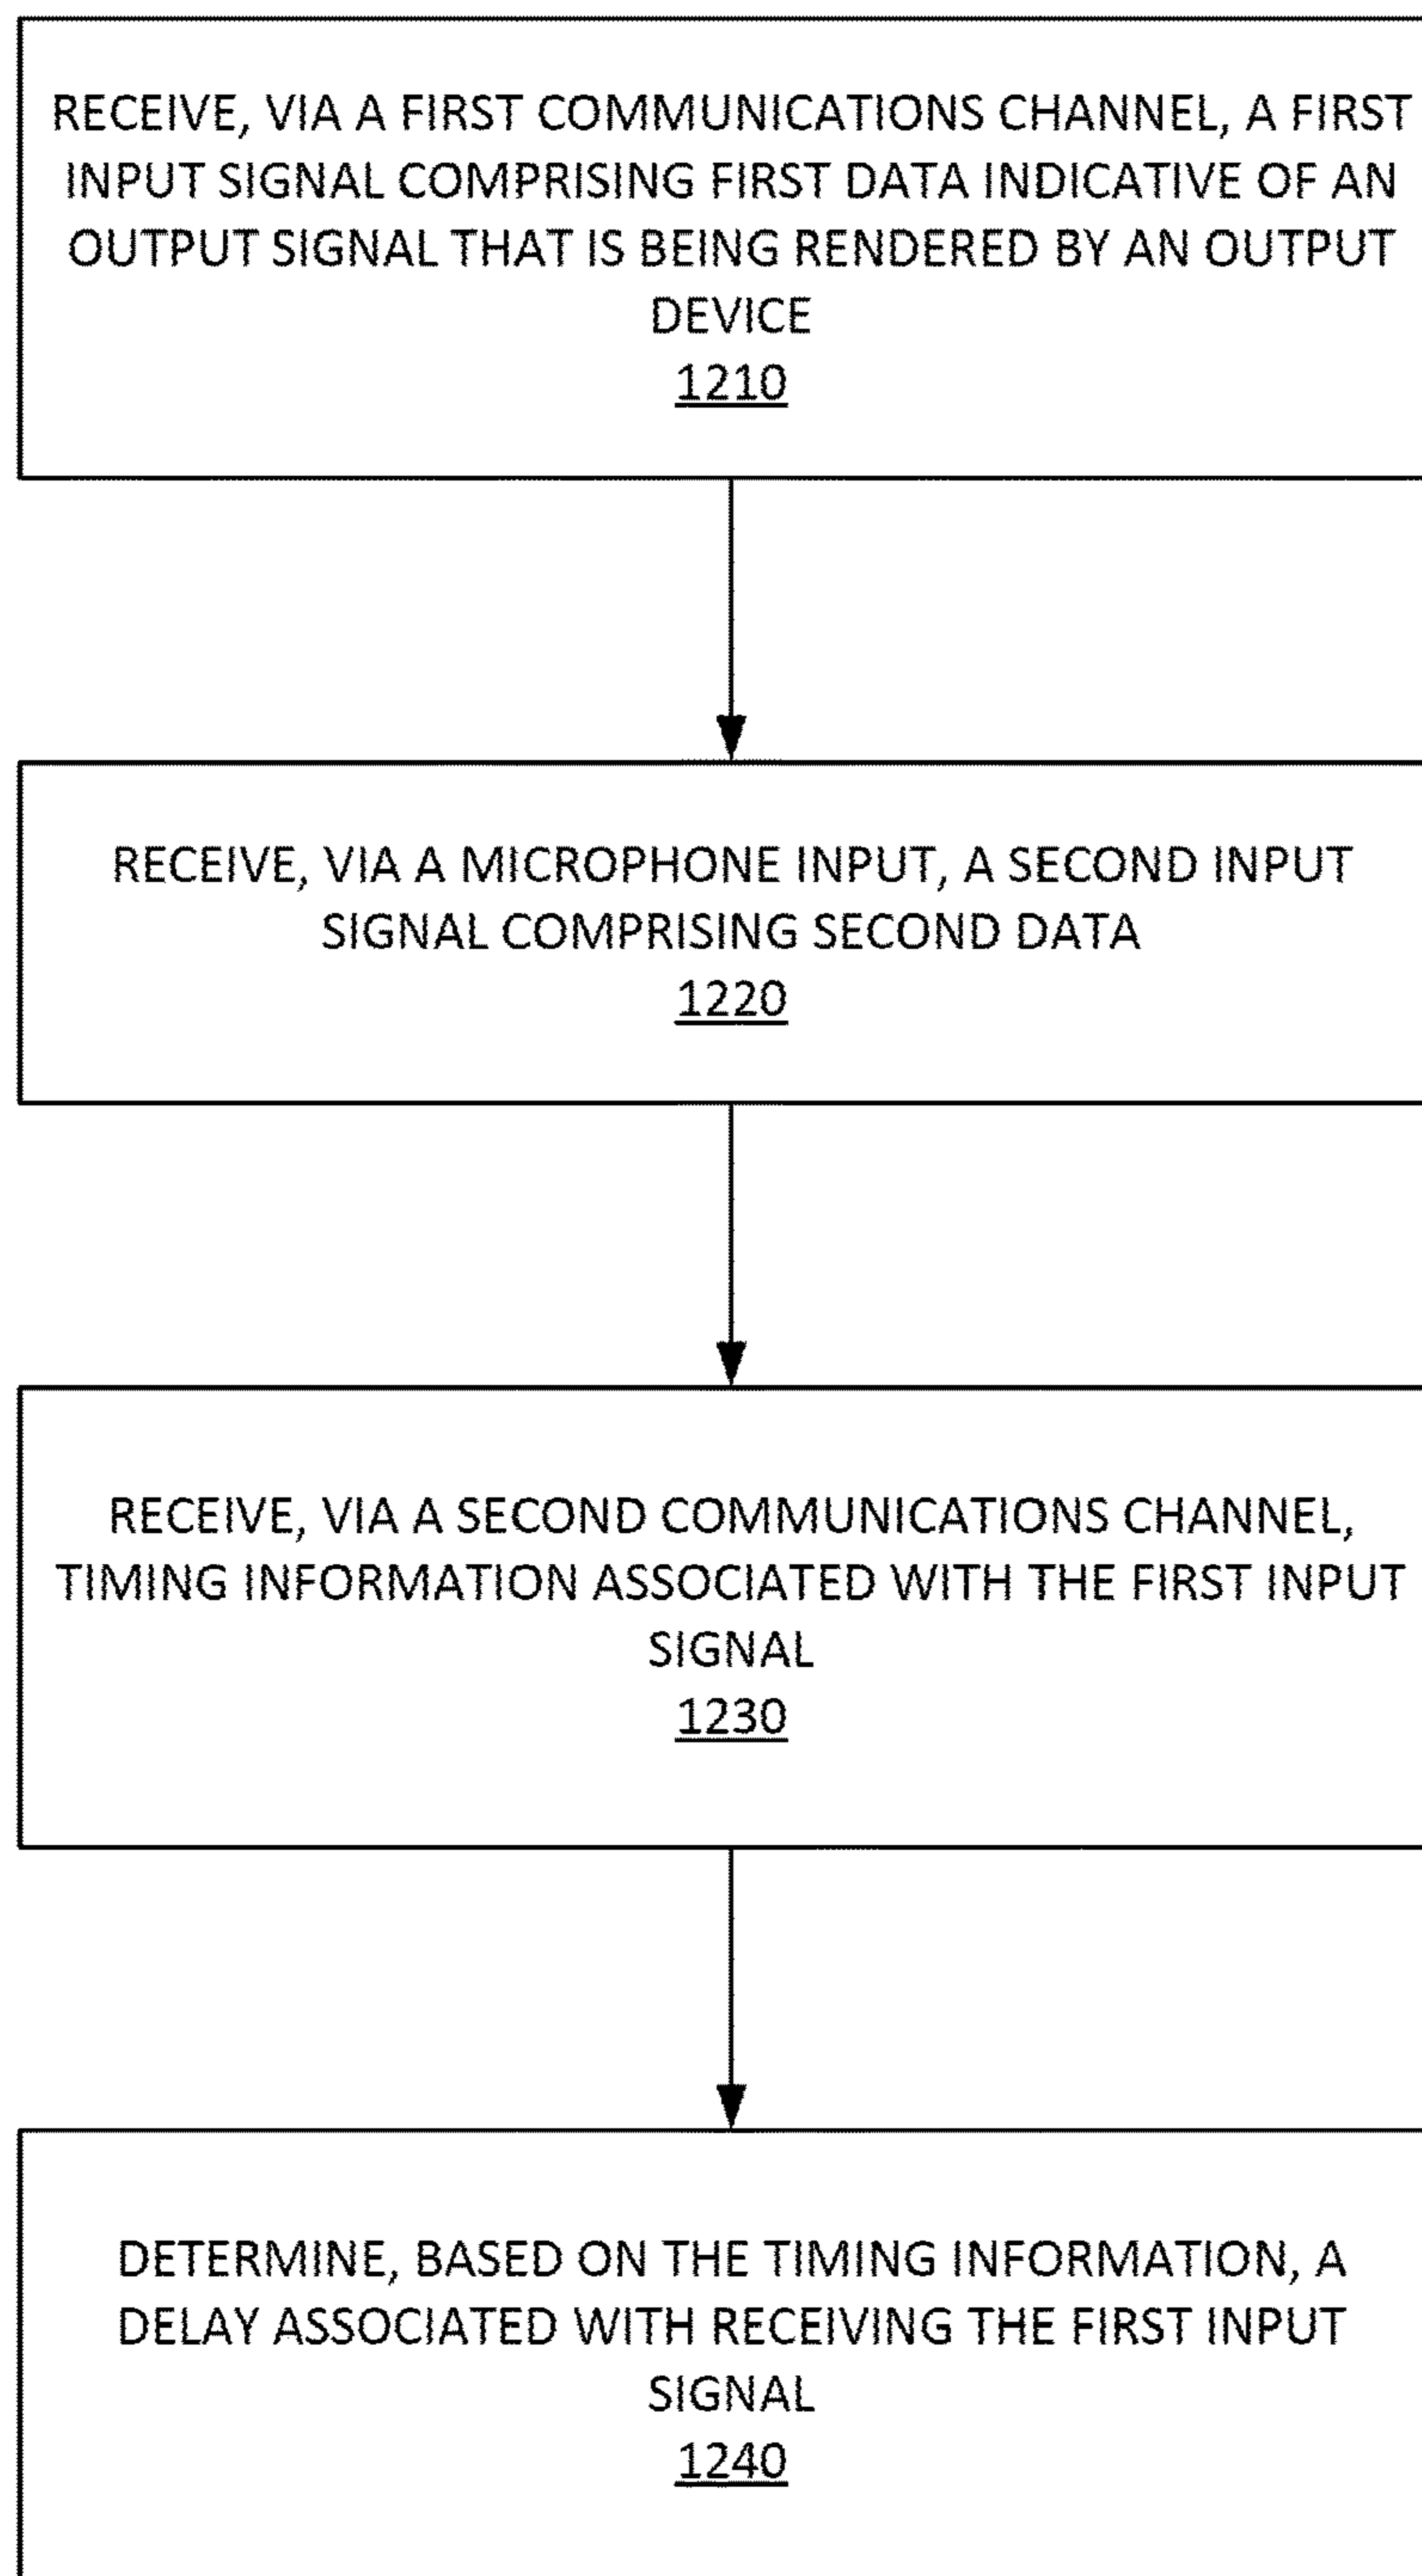 RECEIVE, VIA A FIRST COMMUNICATIONS CHANNEL, A FIRST
INPUT SIGNAL COMPRISING FIRST DATA INDICATIVE OF AN
OUTPUT SIGNAL THAT IS BEING RENDERED BY AN OUTPUT
DEVICE
1210
RECEIVE, VIA A MICROPHONE INPUT, A SECOND INPUT
SIGNAL COMPRISING SECOND DATA
1220
RECEIVE, VIA A SECOND COMMUNICATIONS CHANNEL,
TIMING INFORMATION ASSOCIATED WITH THE FIRST INPUT
SIGNAL
1230
DETERMINE, BASED ON THE TIMING INFORMATION, A
DELAY ASSOCIATED WITH RECEIVING THE FIRST INPUT
SIGNAL
1240